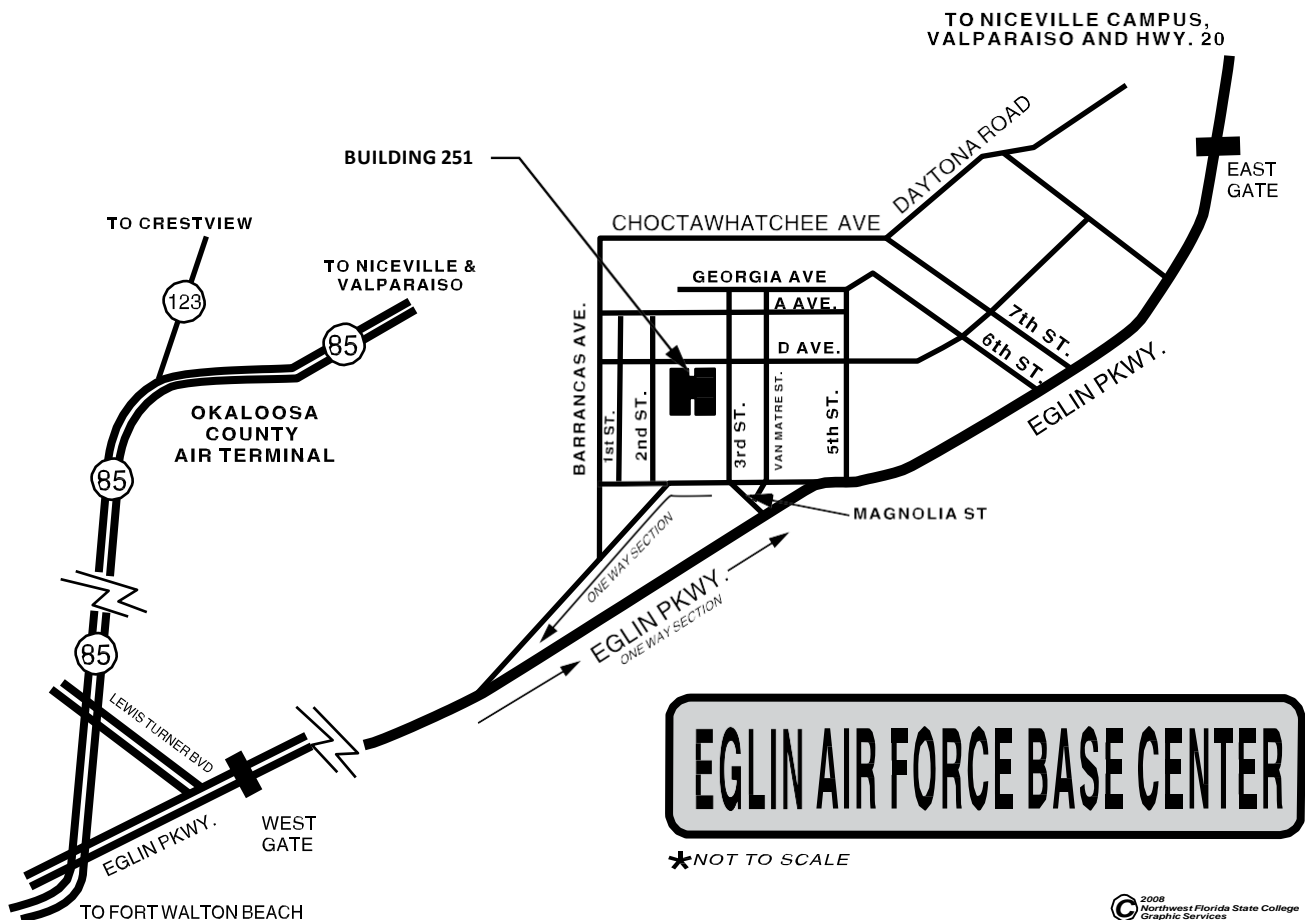 TO NICEVILLE CAMPUS,
VALPARAISO AND HWY. 20
DAYTONA ROAD
BUILDING 251
EAST
GATE
TO CRESTVIEW
CHOCTAWHATCHEE AVE
TO NICEVILLE &
VALPARAISO
GEORGIA AVE
123
A AVE.
BARRANCAS AVE.
7th ST.
85
D AVE.
6th ST.
EGLIN PKWY.
OKALOOSA
COUNTY
AIR TERMINAL
1st ST.
2nd ST.
3rd ST.
VAN MATRE ST.
5th ST.
85
MAGNOLIA ST
ONE WAY SECTION
EGLIN PKWY.
ONE WAY SECTION
85
LEWIS TURNER BVD
EGLIN AIR FORCE BASE CENTER
WEST
GATE
EGLIN PKWY.
*NOT TO SCALE
TO FORT WALTON BEACH
© 2008
Northwest Florida State College
Graphic Services